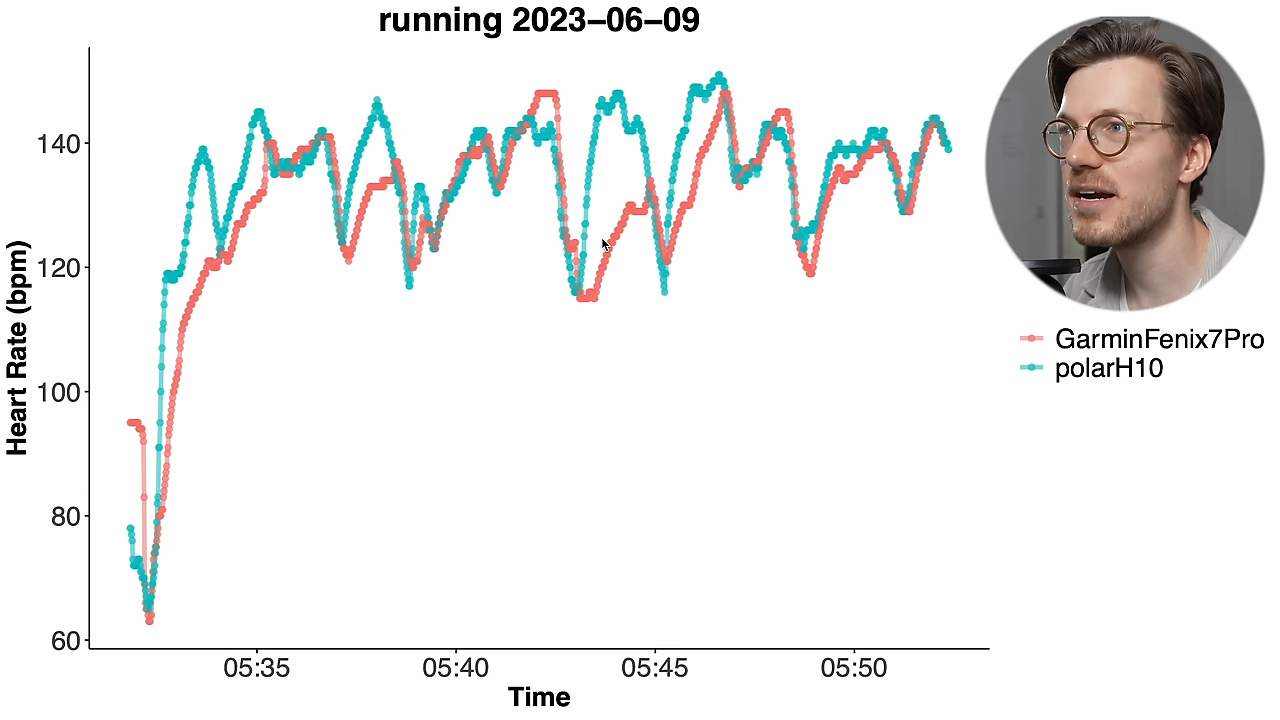 running 2023–06–09
Heart Rate (bpm)
140
120
100
80
60
05:35
05:40
05:45
05:50
Time
GarminFenix7Pro
polarH10